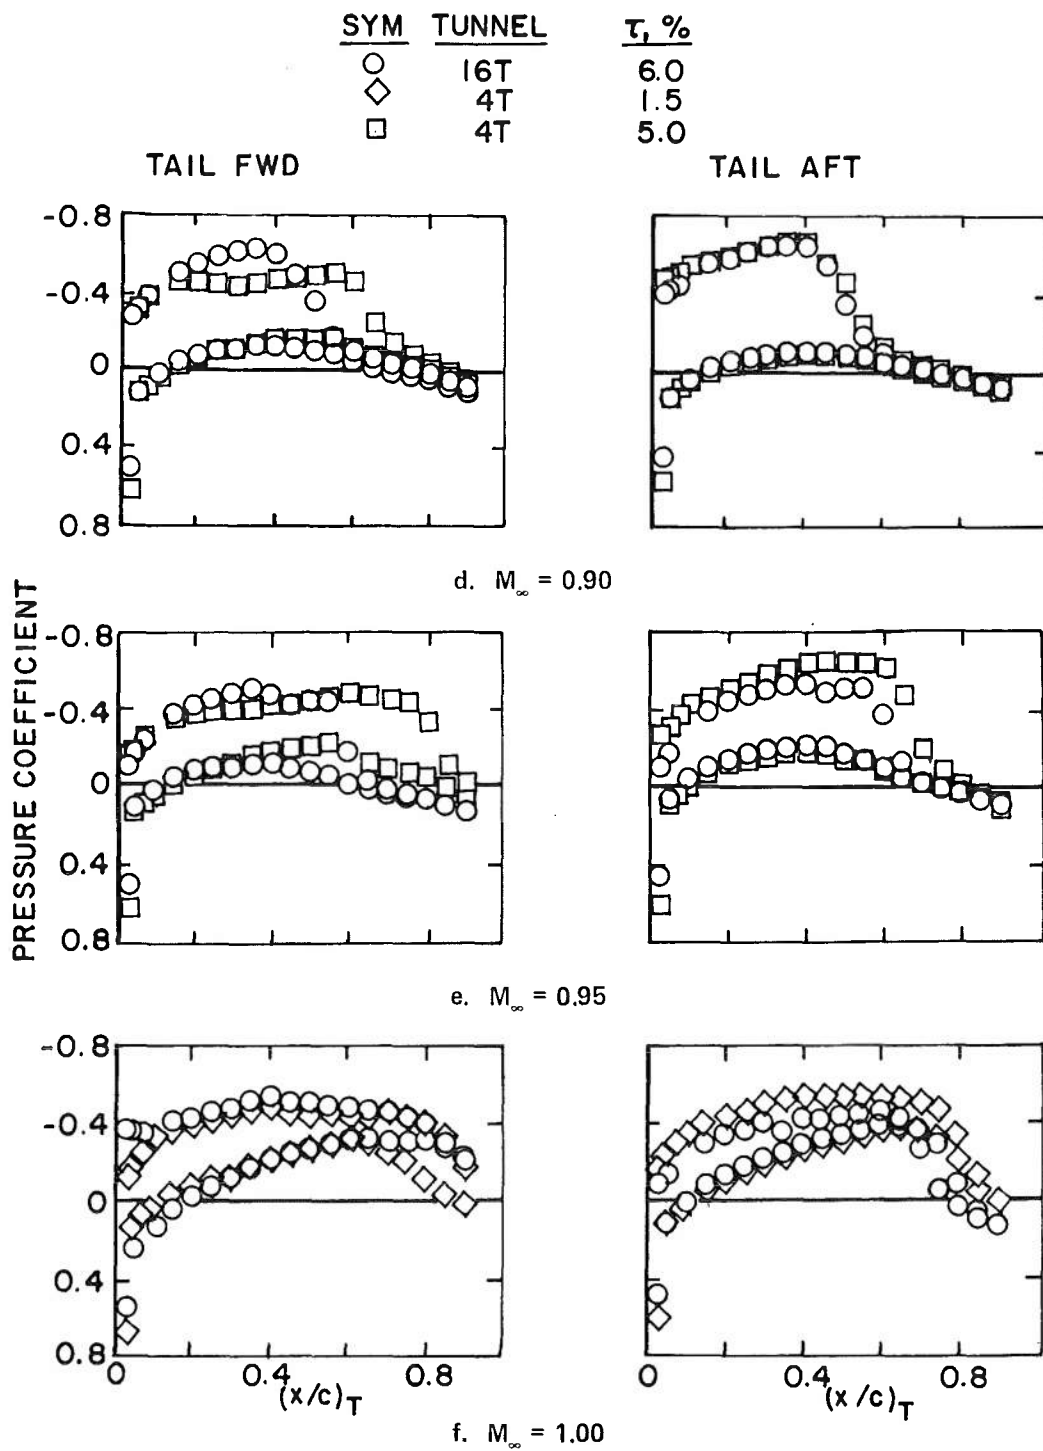 SYM TUNNEL τ, %
16T 6.0
4T 1.5
4T 5.0
TAIL FWD TAIL AFT
-0.8
-0.4
0
0.4
0.8
d. M∞ = 0.90
PRESSURE COEFFICIENT
-0.8
-0.4
0
0.4
0.8
e. M∞ = 0.95
-0.8
-0.4
0
0.4
0.8
0 0.4 0.8 0 0.4 0.8
(x/c)T (x/c)T
f. M∞ = 1.00